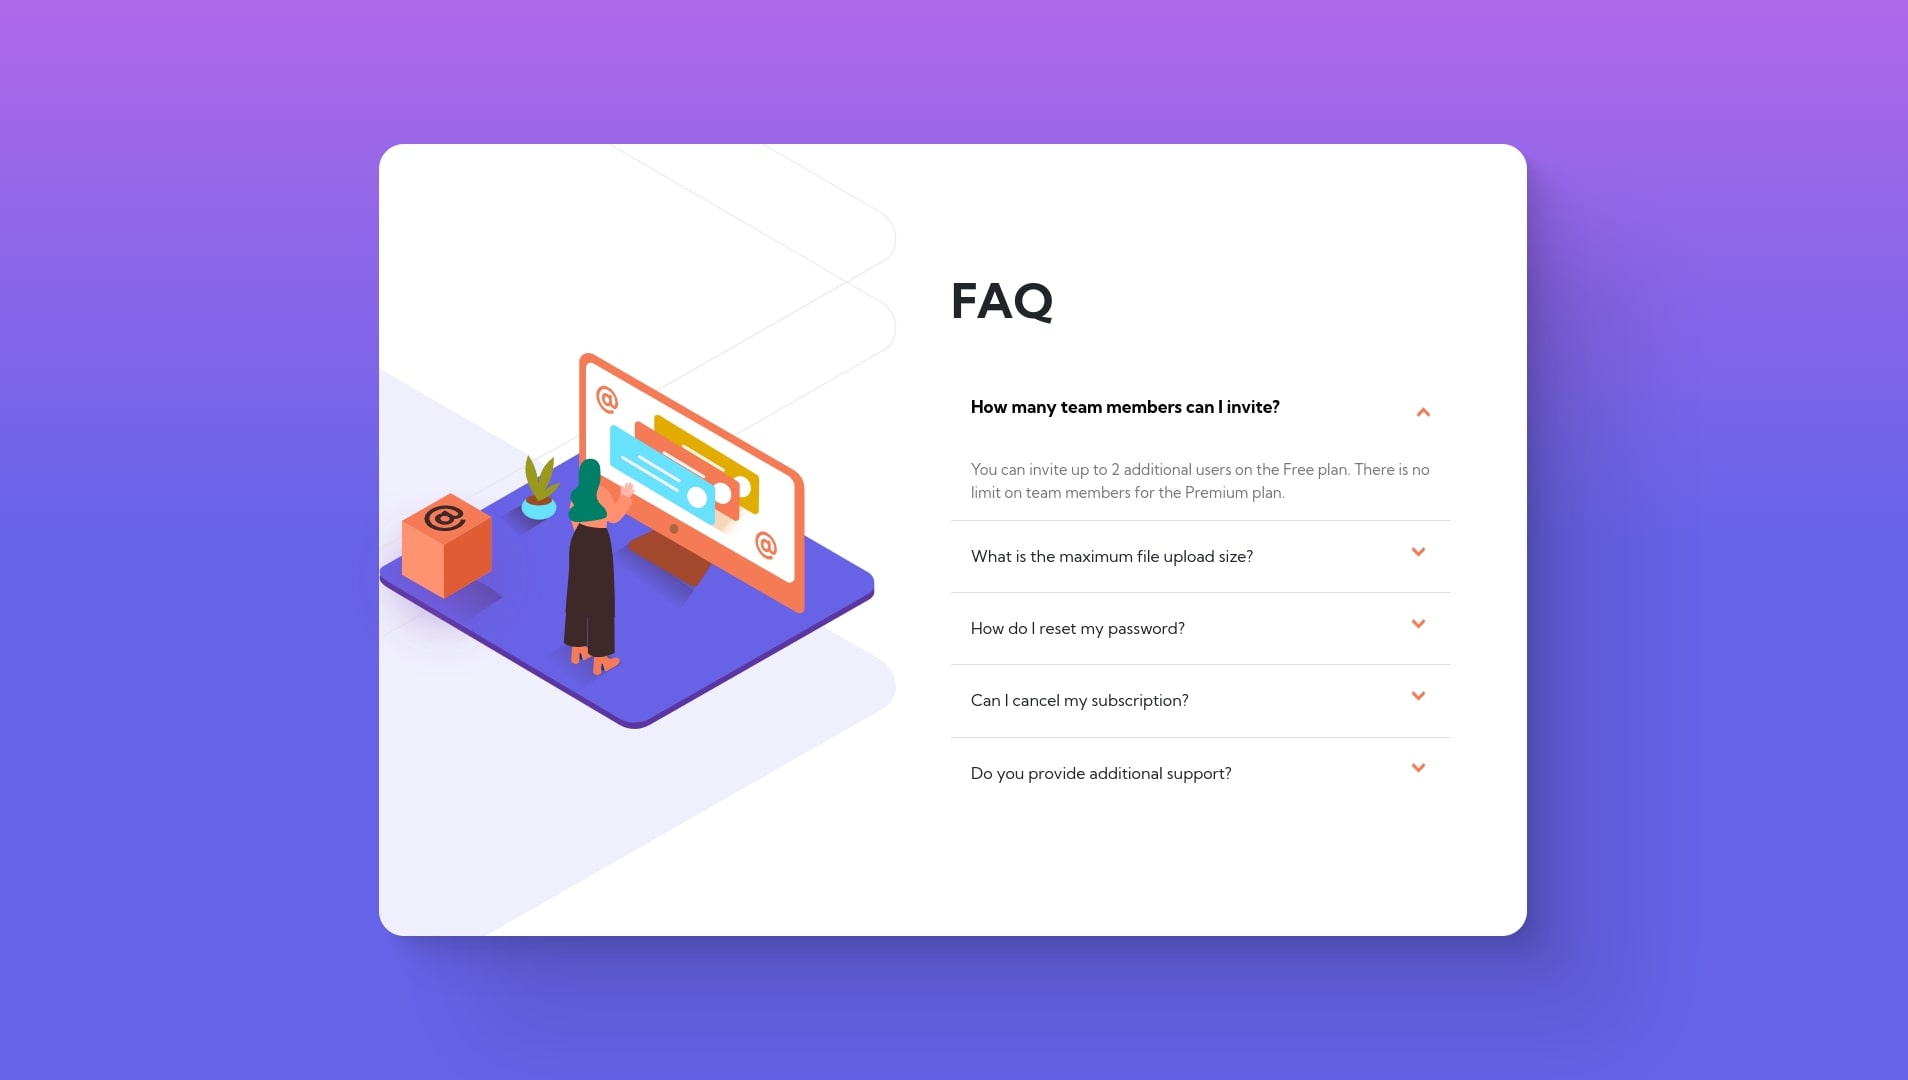 FAQ
How many team members can I invite?
You can invite up to 2 additional users on the Free plan. There is no
limit on team members for the Premium plan.
What is the maximum file upload size?
How do I reset my password?
Can I cancel my subscription?
Do you provide additional support?
@
@
@